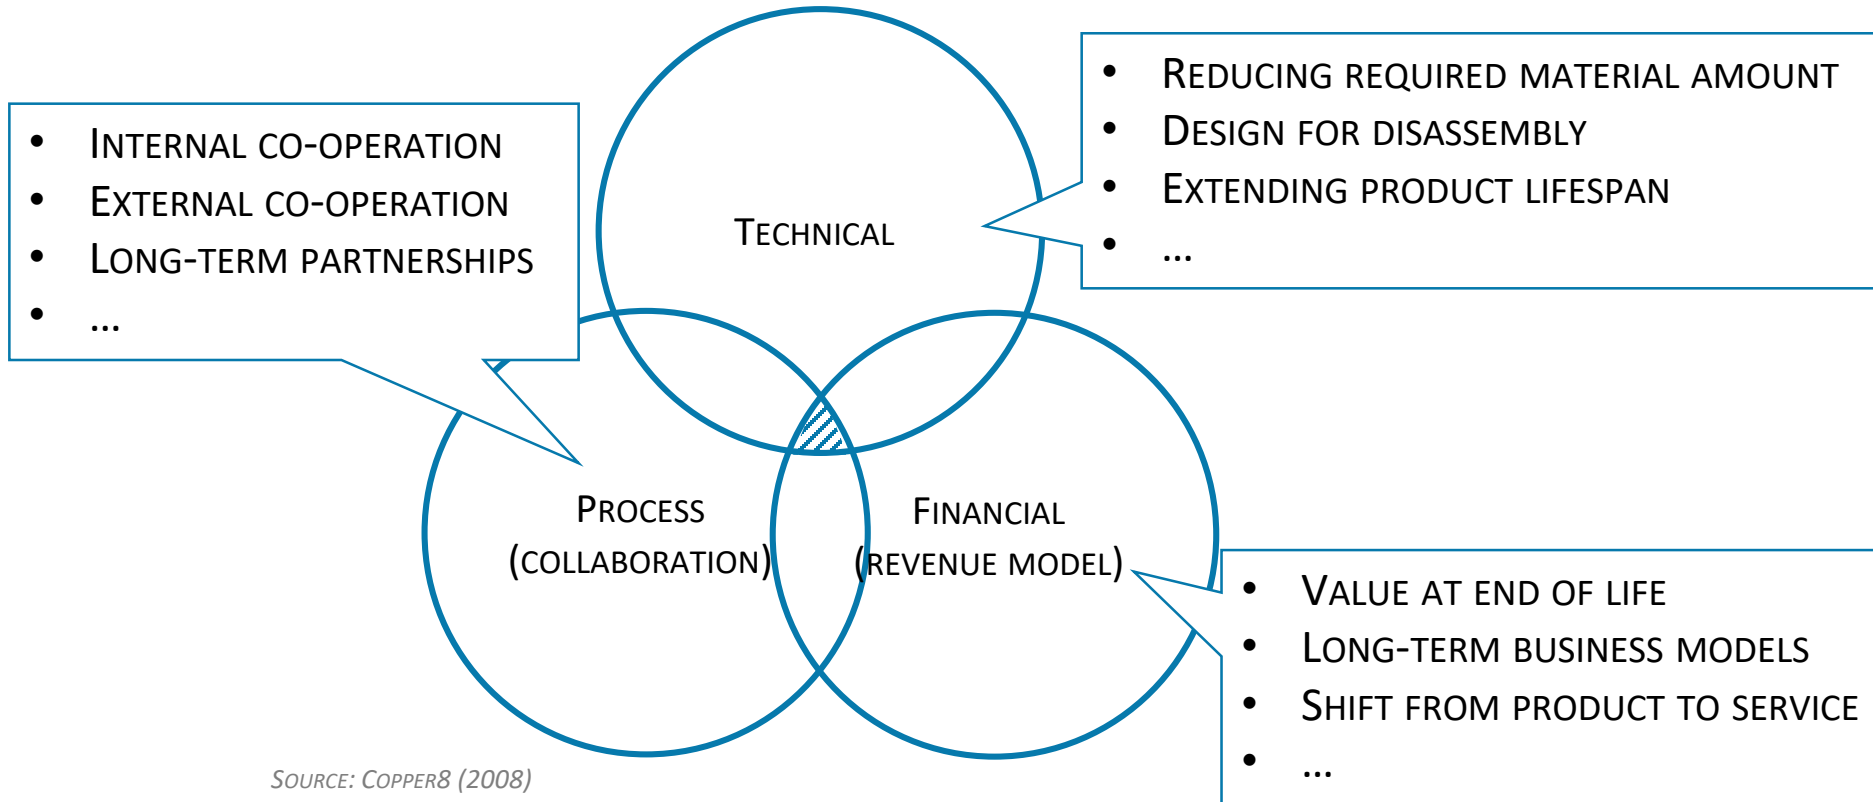 • Internal co-operation
• External co-operation
• Long-term partnerships
• ...
Technical
• Reducing required material amount
• Design for disassembly
• Extending product lifespan
• ...
Process
(collaboration)
Financial
(revenue model)
• Value at end of life
• Long-term business models
• Shift from product to service
• ...
Source: Copper8 (2008)